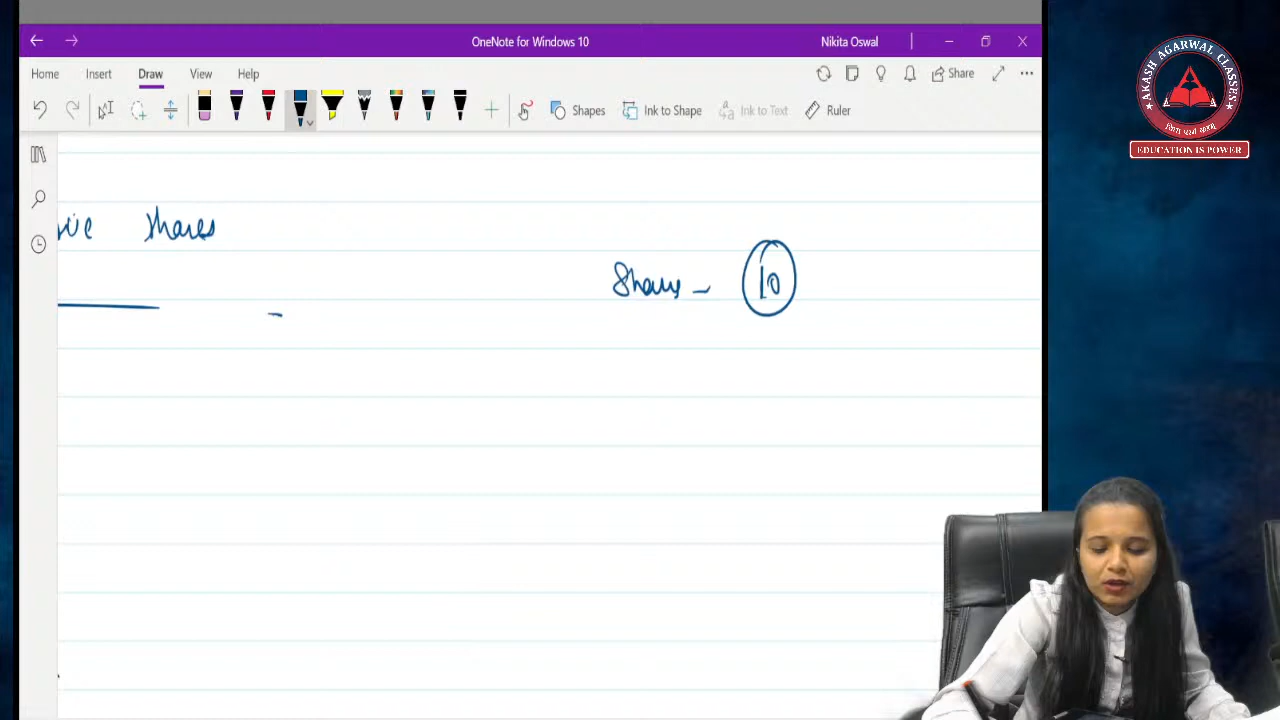 OneNote for Windows 10
Nikita Oswal
Home Insert Draw View Help
Share
Shapes Ink to Shape Ink to Text Ruler
shares
Share - 10
AKASH AGARWAL CLASSES
EDUCATION IS POWER